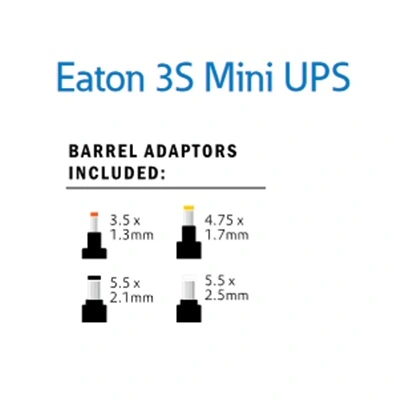 Eaton 3S Mini UPS
BARREL ADAPTORS
INCLUDED:
3.5 x
1.3mm
4.75 x
1.7mm
5.5 x
2.1mm
5.5 x
2.5mm